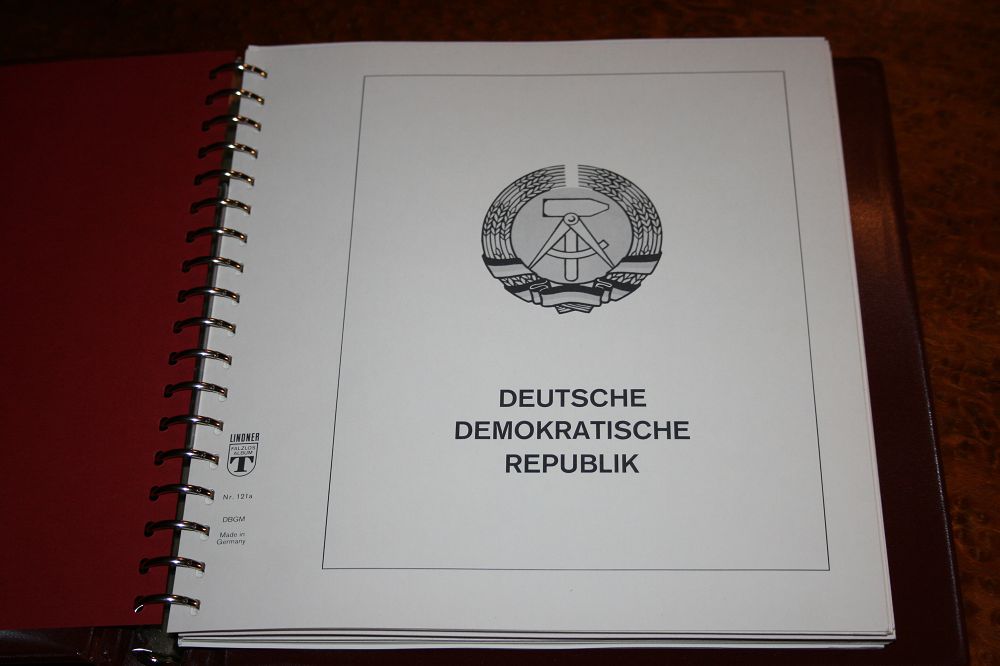 DEUTSCHE
DEMOKRATISCHE
REPUBLIK
LINDNER
FALZLOS
ALBUM
T
Nr. 121a
DBGM
Made in
Germany